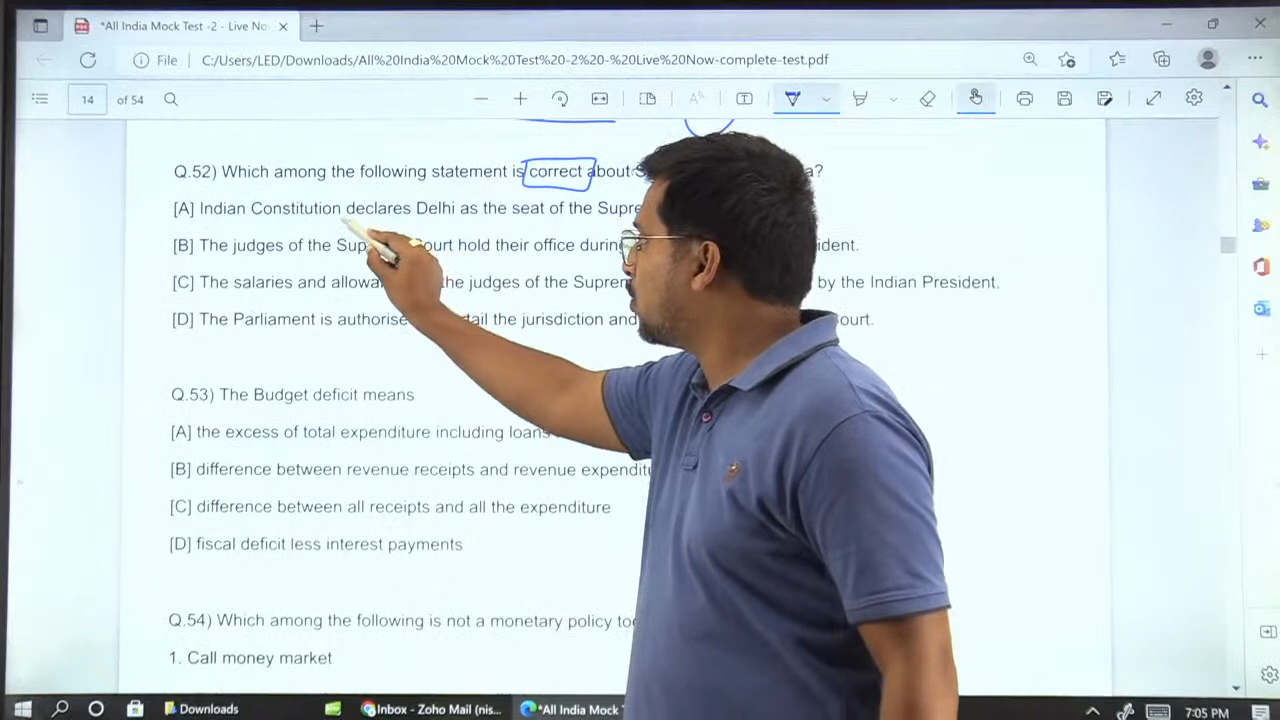 *All India Mock Test -2 - Live No
File
C:/Users/LED/Downloads/All%20India%20Mock%20Test%20-2%20-%20Live%20Now-complete-test.pdf
14 of 54
Q.52) Which among the following statement is correct about a?
[A] Indian Constitution declares Delhi as the seat of the Supre
[B] The judges of the Sup Court hold their office durin ident.
[C] The salaries and allowa the judges of the Suprem by the Indian President.
[D] The Parliament is authorise tail the jurisdiction and ourt.
Q.53) The Budget deficit means
[A] the excess of total expenditure including loans
[B] difference between revenue receipts and revenue expendit
[C] difference between all receipts and all the expenditure
[D] fiscal deficit less interest payments
Q.54) Which among the following is not a monetary policy to
1. Call money market
Downloads
Inbox - Zoho Mail (nis...
*All India Mock T
7:05 PM